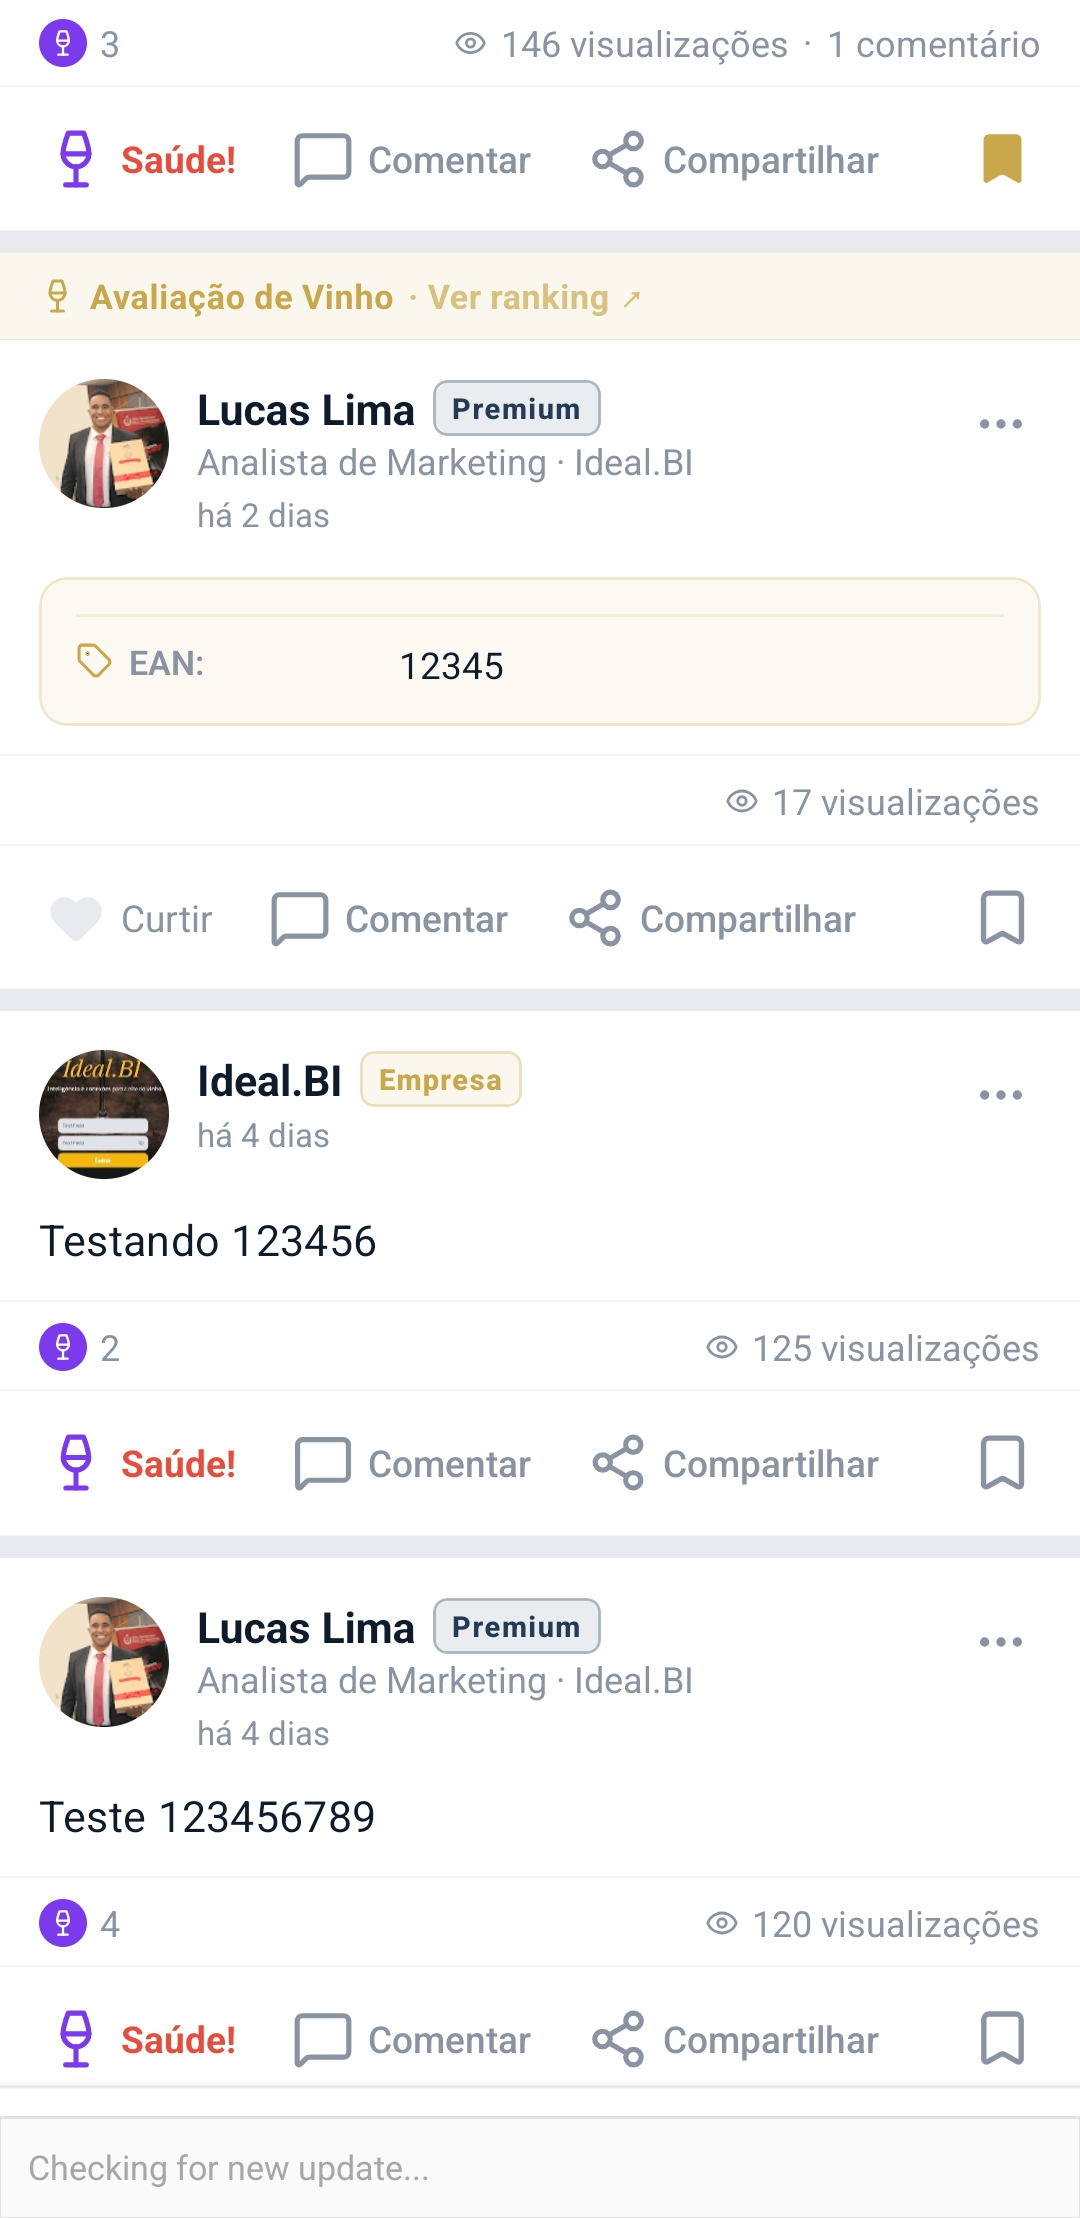 3
146 visualizações · 1 comentário
Saúde! Comentar Compartilhar
Avaliação de Vinho · Ver ranking ↗
Lucas Lima Premium
Analista de Marketing · Ideal.BI
há 2 dias
EAN: 12345
17 visualizações
Curtir Comentar Compartilhar
Ideal.BI
Ideal.BI Empresa
há 4 dias
Testando 123456
2
125 visualizações
Saúde! Comentar Compartilhar
Lucas Lima Premium
Analista de Marketing · Ideal.BI
há 4 dias
Teste 123456789
4
120 visualizações
Saúde! Comentar Compartilhar
Checking for new update...